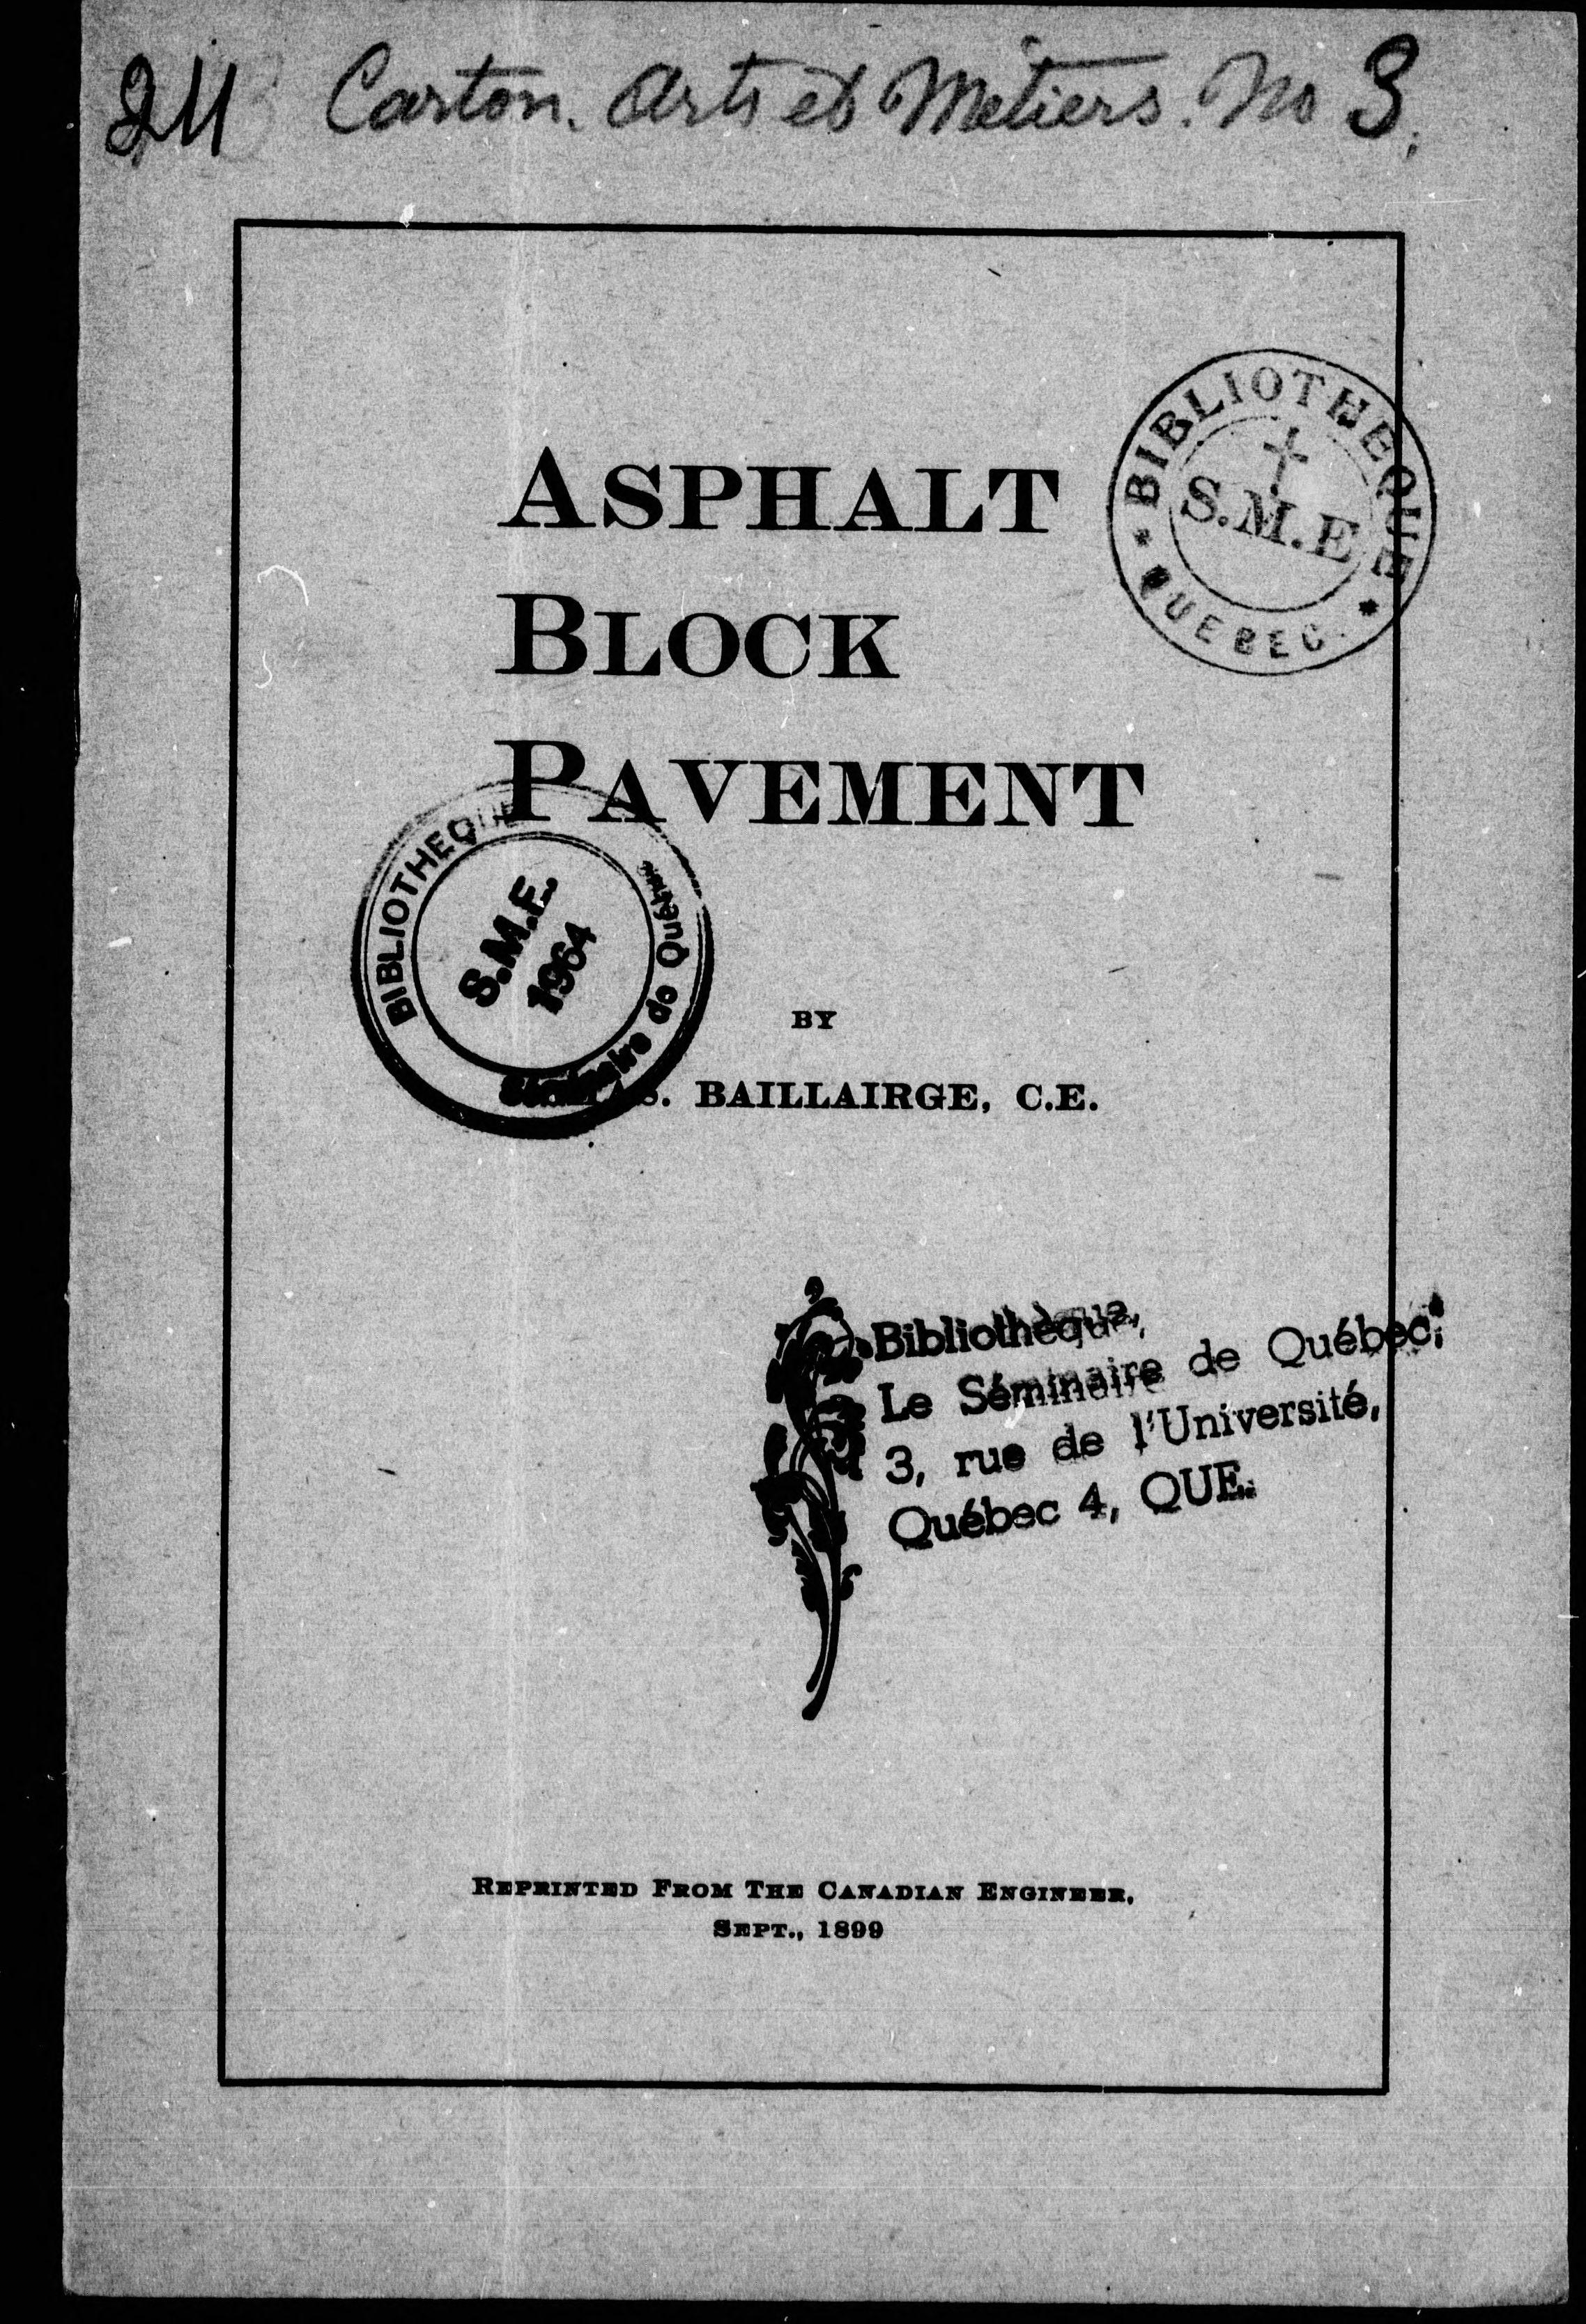 Carton. Arts et Metiers. No 3.
ASPHALT
BLOCK
PAVEMENT
BIBLIOTHEQUE
S.M.E
QUEBEC.
BIBLIOTHEQUE
S.M.E.
1964
Séminaire de Québec
BY
S. BAILLAIRGE, C.E.
Bibliothèque,
Le Séminaire de Québec,
3, rue de l'Université,
Québec 4, QUE.
REPRINTED FROM THE CANADIAN ENGINEER,
SEPT., 1899